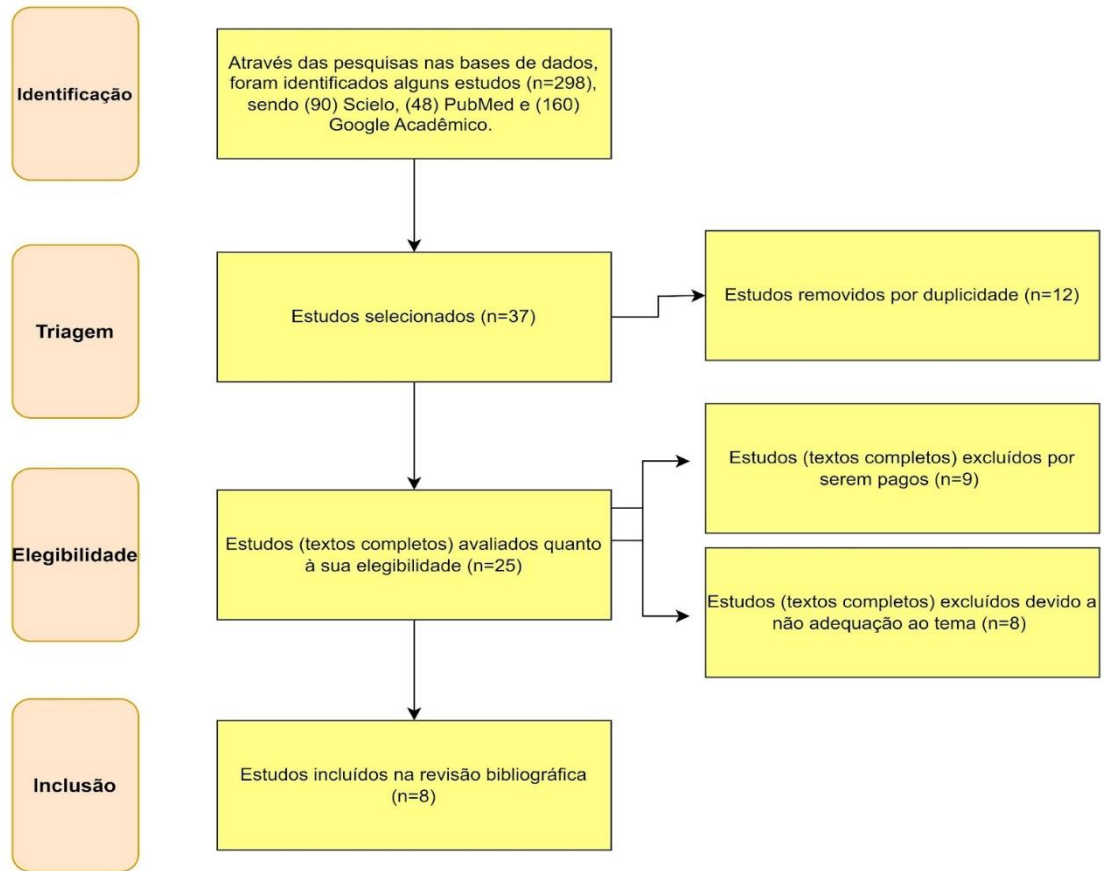 Identificação
Através das pesquisas nas bases de dados,
foram identificados alguns estudos (n=298),
sendo (90) Scielo, (48) PubMed e (160)
Google Acadêmico.
Triagem
Estudos selecionados (n=37)
Estudos removidos por duplicidade (n=12)
Elegibilidade
Estudos (textos completos) avaliados quanto
à sua elegibilidade (n=25)
Estudos (textos completos) excluídos por
serem pagos (n=9)
Estudos (textos completos) excluídos devido a
não adequação ao tema (n=8)
Inclusão
Estudos incluídos na revisão bibliográfica
(n=8)